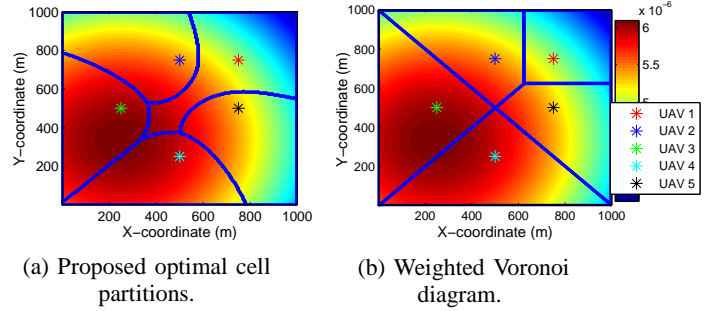 1000
800
600
400
200
200 400 600 800 1000
Y−coordinate (m)
X−coordinate (m)
(a) Proposed optimal cell
partitions.
1000
800
600
400
200
200 400 600 800 1000
Y−coordinate (m)
X−coordinate (m)
(b) Weighted Voronoi
diagram.
x 10⁻⁶
6
5.5
UAV 1
UAV 2
UAV 3
UAV 4
UAV 5